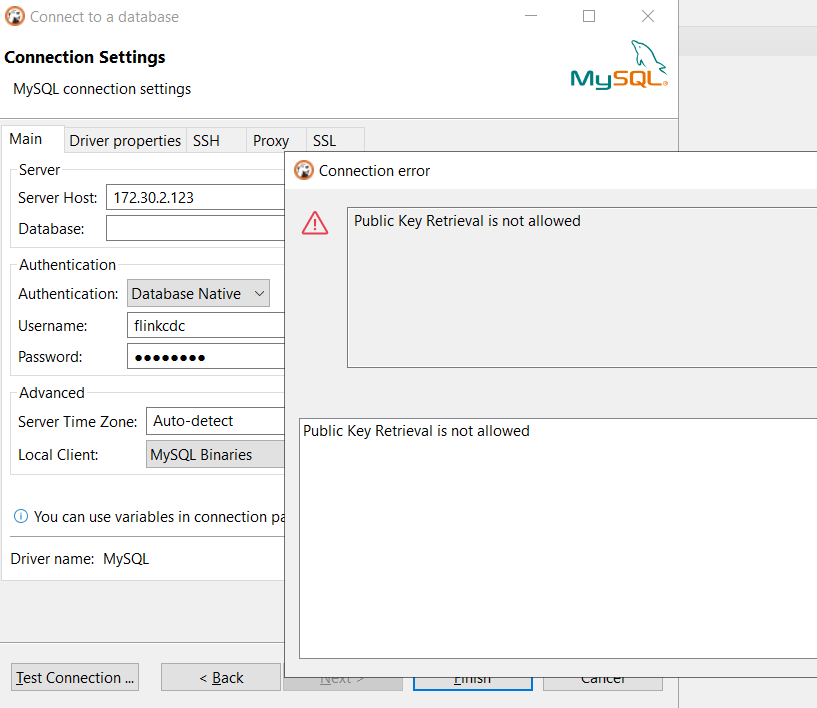 Connect to a database
Connection Settings
MySQL connection settings
MySQL®
Main Driver properties SSH Proxy SSL
Server
Server Host: 172.30.2.123
Database:
Authentication
Authentication: Database Native
Username: flinkcdc
Password: ●●●●●●●●
Advanced
Server Time Zone: Auto-detect
Local Client: MySQL Binaries
You can use variables in connection pa
Driver name: MySQL
Test Connection ... < Back Next > Finish Cancel
Connection error
Public Key Retrieval is not allowed
Public Key Retrieval is not allowed